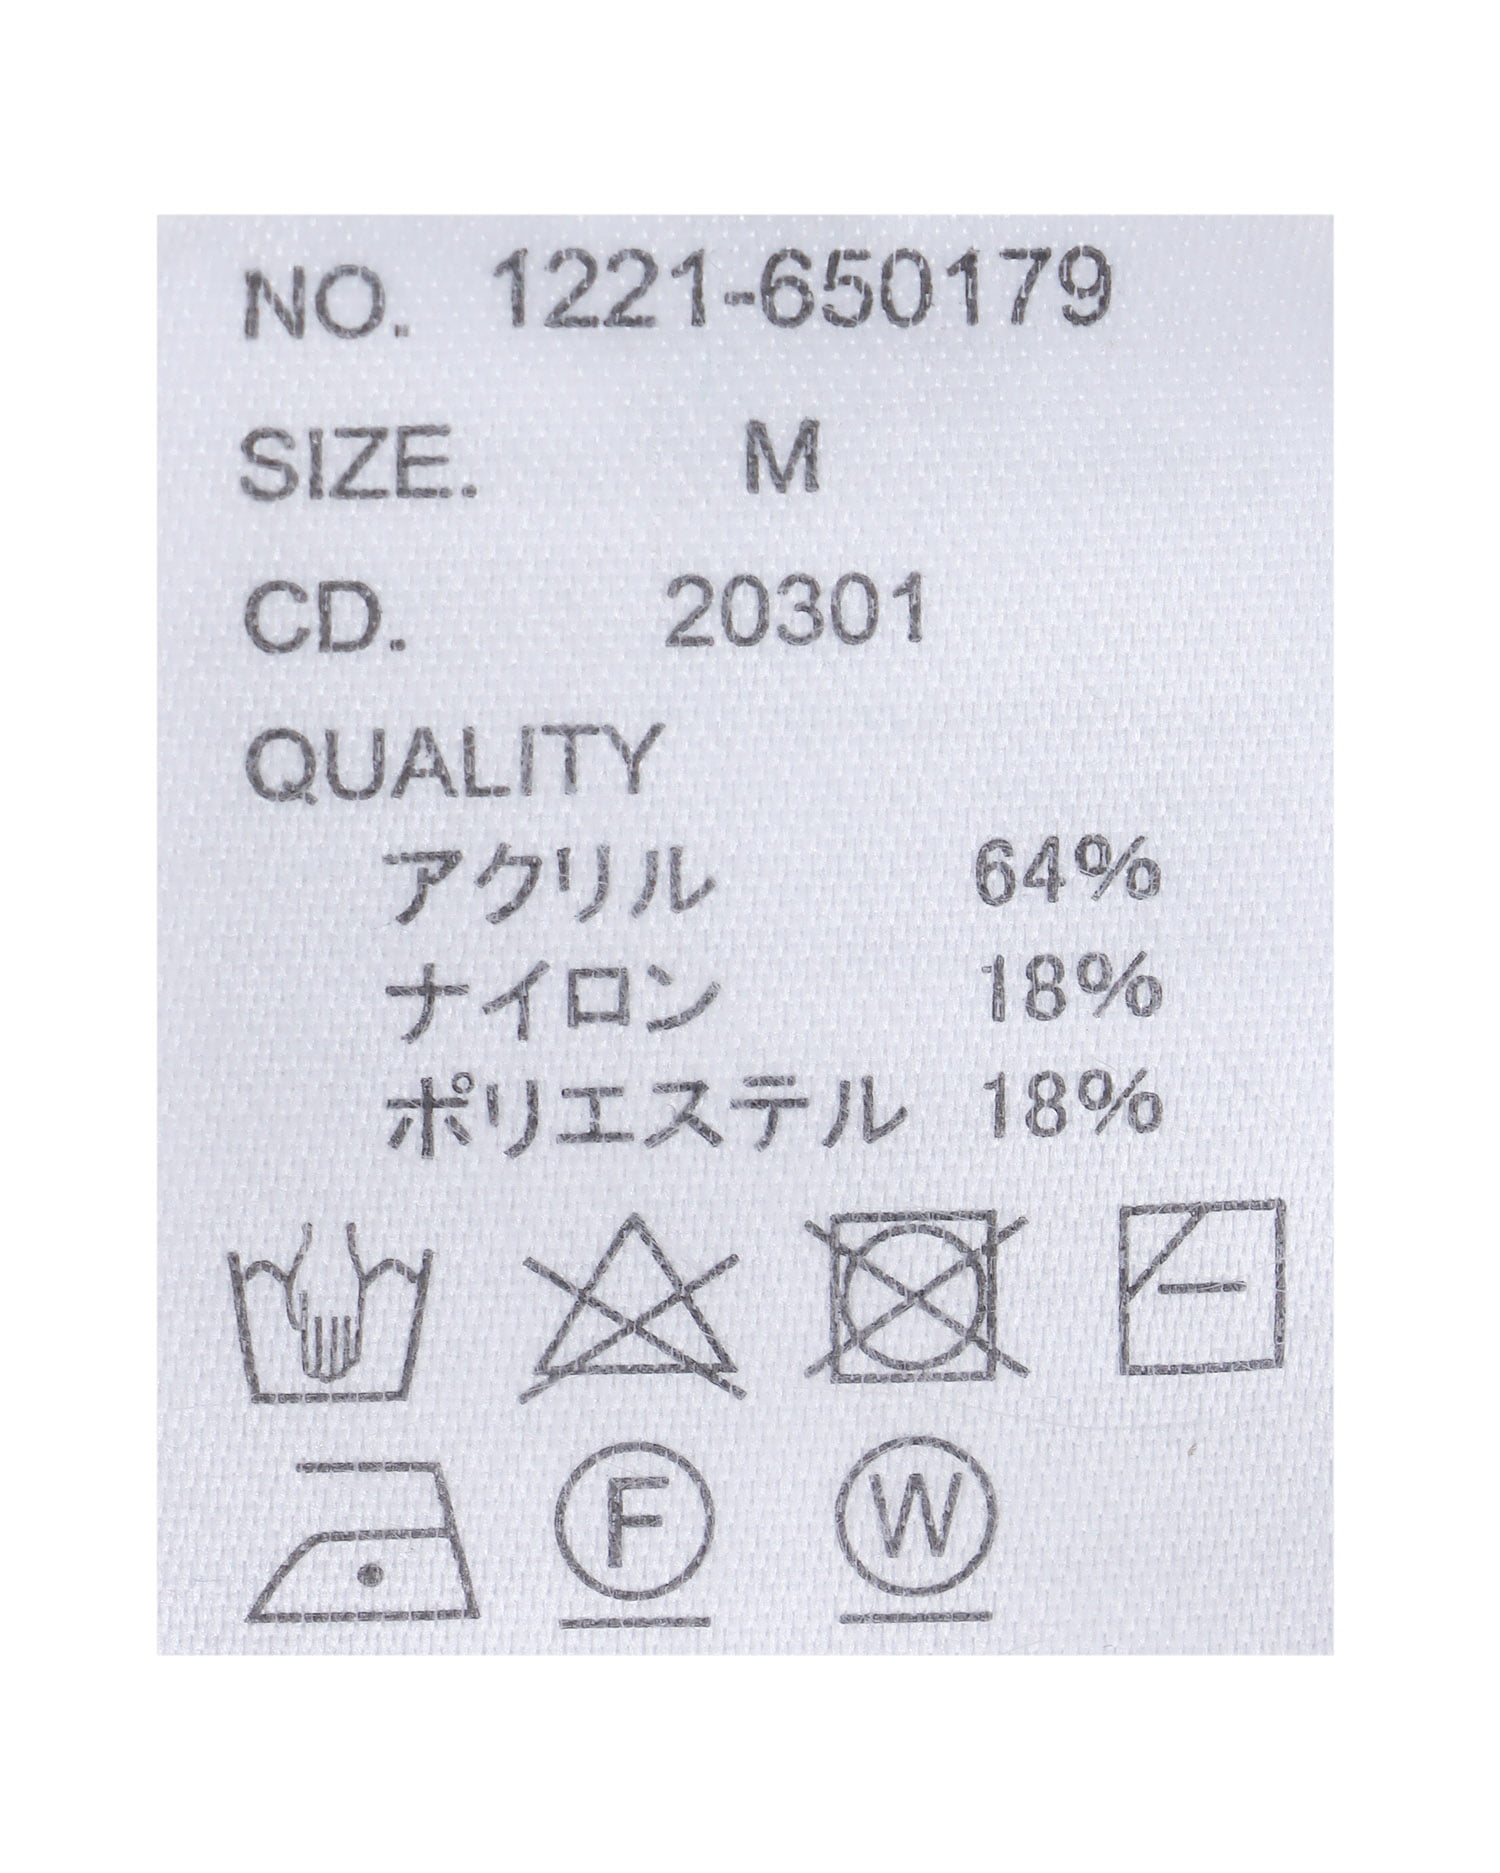 NO. 1221-650179
SIZE. M
CD. 20301
QUALITY
アクリル 64%
ナイロン 18%
ポリエステル 18%
F W